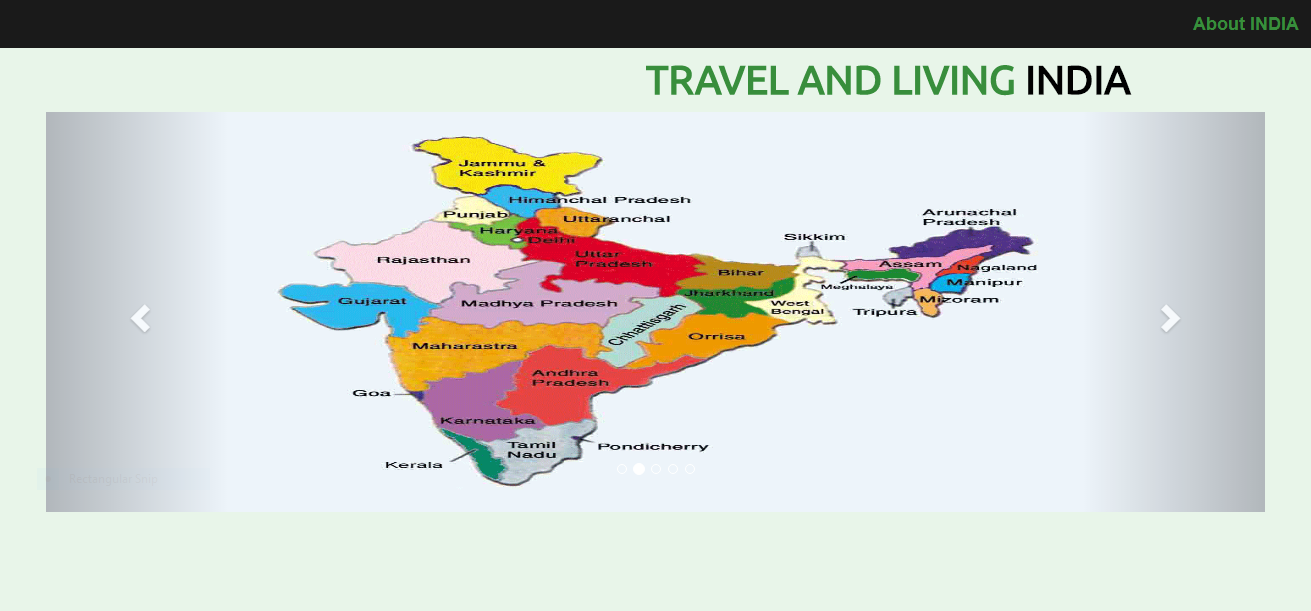 About INDIA
TRAVEL AND LIVING INDIA
Jammu &
Kashmir
Himanchal Pradesh
Punjab
Uttaranchal
Haryana
Delhi
Arunachal
Pradesh
Sikkim
Rajasthan
Uttar
Pradesh
Bihar
Assam
Nagaland
Meghalaya
Manipur
Gujarat
Madhya Pradesh
Jharkhand
West
Bengal
Mizoram
Tripura
Chhattisgarh
Maharastra
Orrisa
Andhra
Pradesh
Goa
Karnataka
Tamil
Nadu
Pondicherry
Kerala
Rectangular Snip